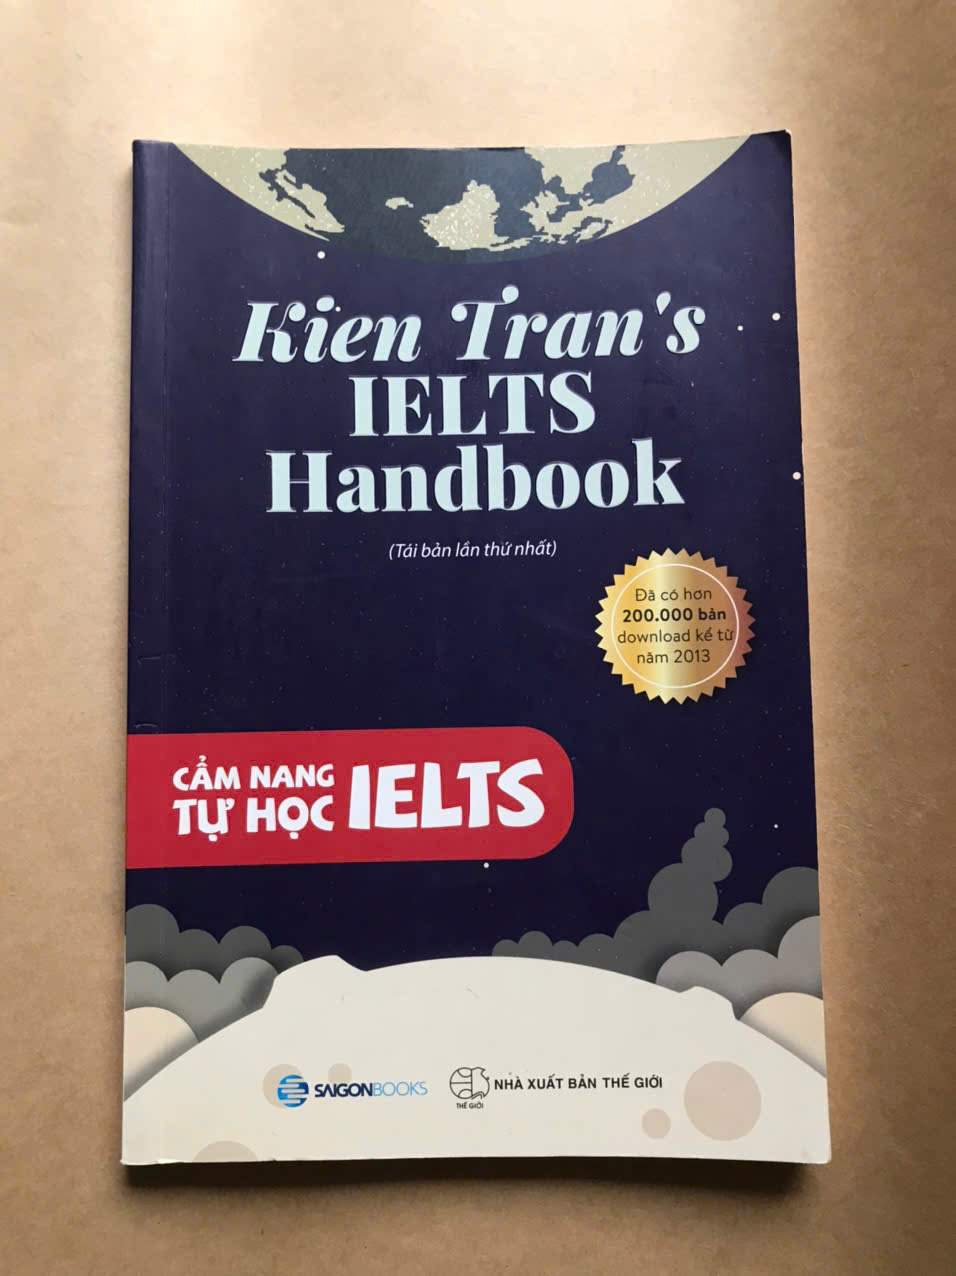 Kien Tran's
IELTS
Handbook
(Tái bản lần thứ nhất)
Đã có hơn
200.000 bản
download kể từ
năm 2013
CẨM NANG
TỰ HỌC IELTS
SAIGONBOOKS
THẾ GIỚI
NHÀ XUẤT BẢN THẾ GIỚI